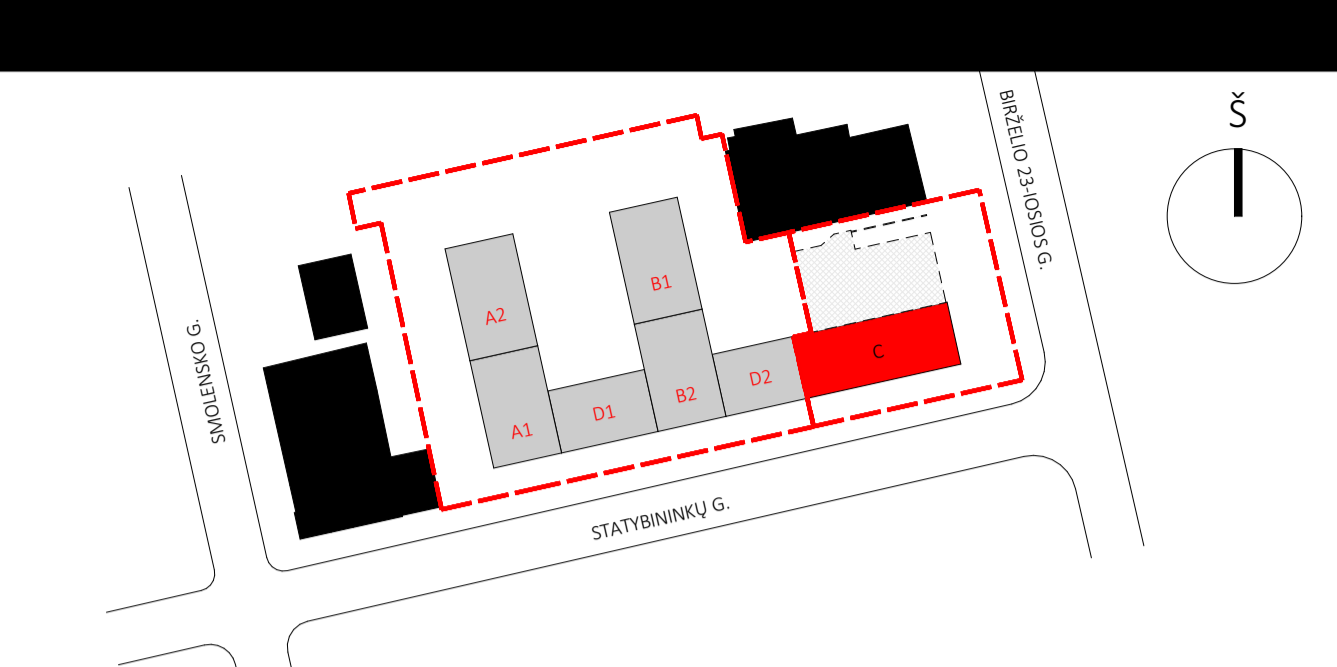 Š
BIRŽELIO 23-IOSIOS G.
B1
A2
SMOLENSKO G.
C
D2
B2
D1
A1
STATYBININKŲ G.